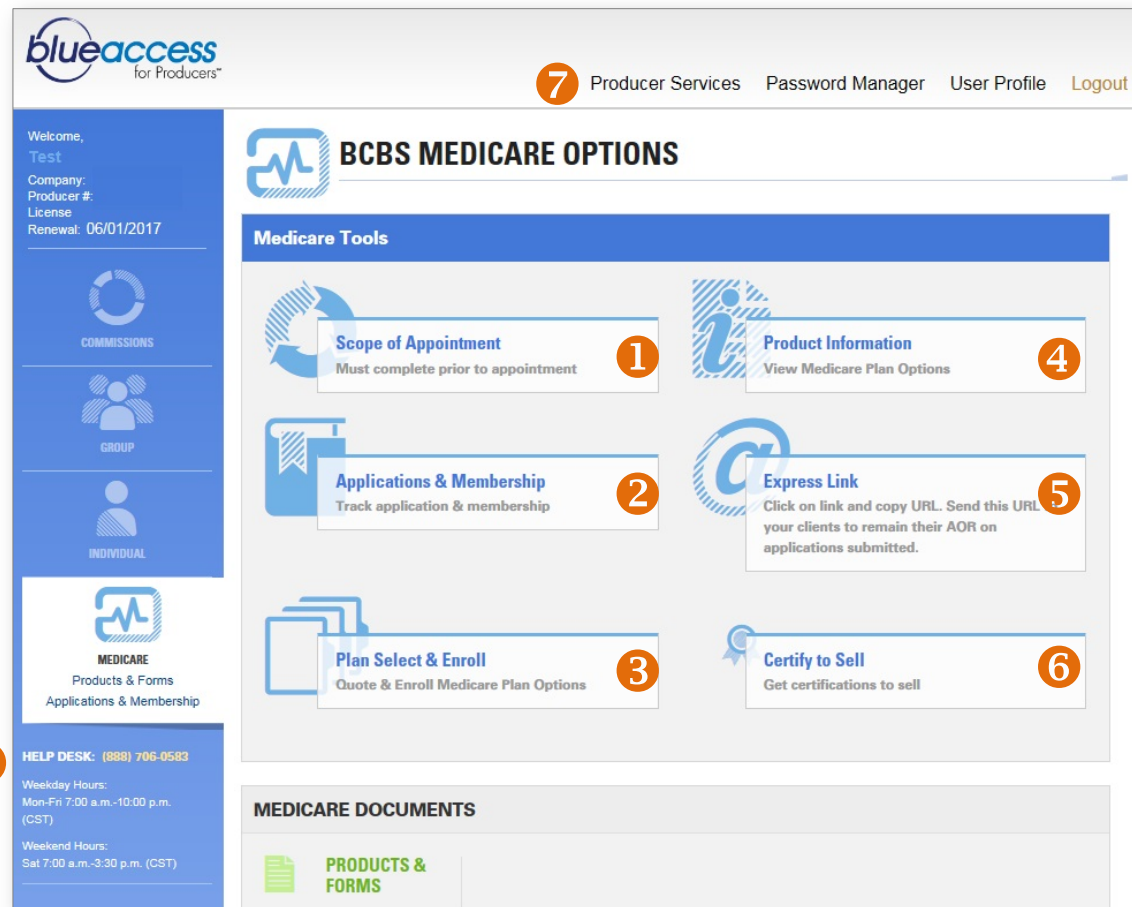 blueaccess
for Producers℠
7 Producer Services Password Manager User Profile Logout
Welcome,
Test
Company:
Producer #:
License
Renewal: 06/01/2017
COMMISSIONS
GROUP
INDIVIDUAL
MEDICARE
Products & Forms
Applications & Membership
HELP DESK: (888) 706-0583
Weekday Hours:
Mon-Fri 7:00 a.m.-10:00 p.m.
(CST)
Weekend Hours:
Sat 7:00 a.m.-3:30 p.m. (CST)
BCBS MEDICARE OPTIONS
Medicare Tools
Scope of Appointment
Must complete prior to appointment
1
Product Information
View Medicare Plan Options
4
Applications & Membership
Track application & membership
2
Express Link
Click on link and copy URL. Send this URL
your clients to remain their AOR on
applications submitted.
5
Plan Select & Enroll
Quote & Enroll Medicare Plan Options
3
Certify to Sell
Get certifications to sell
6
MEDICARE DOCUMENTS
PRODUCTS &
FORMS